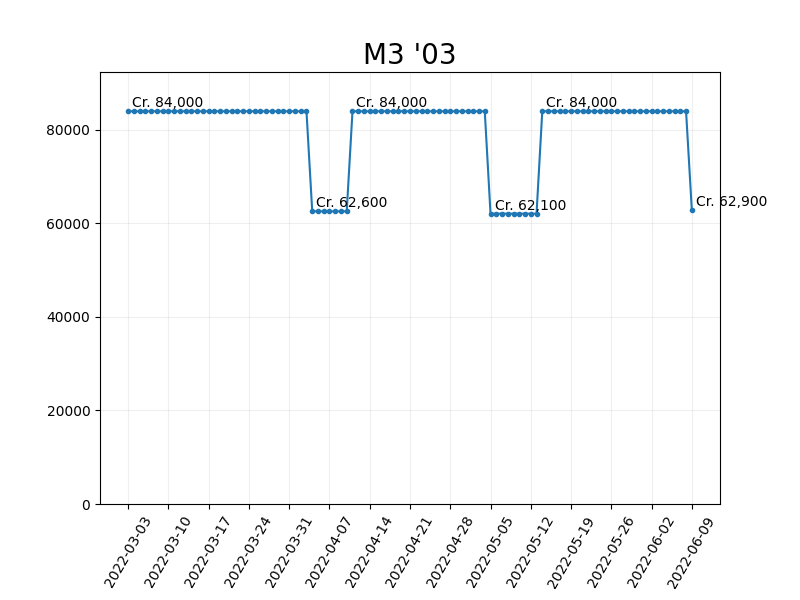 M3 '03
Cr. 84,000
Cr. 84,000
Cr. 84,000
Cr. 62,600
Cr. 62,100
Cr. 62,900
80000
60000
40000
20000
0
2022-03-03
2022-03-10
2022-03-17
2022-03-24
2022-03-31
2022-04-07
2022-04-14
2022-04-21
2022-04-28
2022-05-05
2022-05-12
2022-05-19
2022-05-26
2022-06-02
2022-06-09